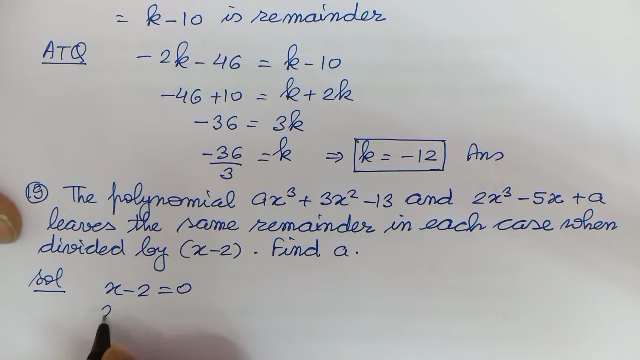 = k-10 is remainder
ATQ -2k-46 = k-10
-46+10 = k+2k
-36 = 3k
-36/3 = k ⇒ k = -12 Ans
⑲ The polynomial ax³+3x²-13 and 2x³-5x+a
leaves the same remainder in each case when
divided by (x-2). Find a.
Sol x-2=0